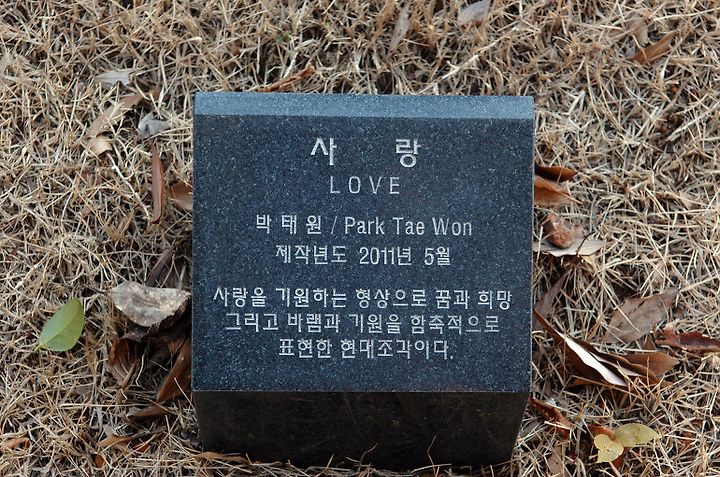 사 랑
LOVE
박 태 원 / Park Tae Won
제작년도 2011년 5월
사랑을 기원하는 형상으로 꿈과 희망
그리고 바램과 기원을 함축적으로
표현한 현대조각이다.